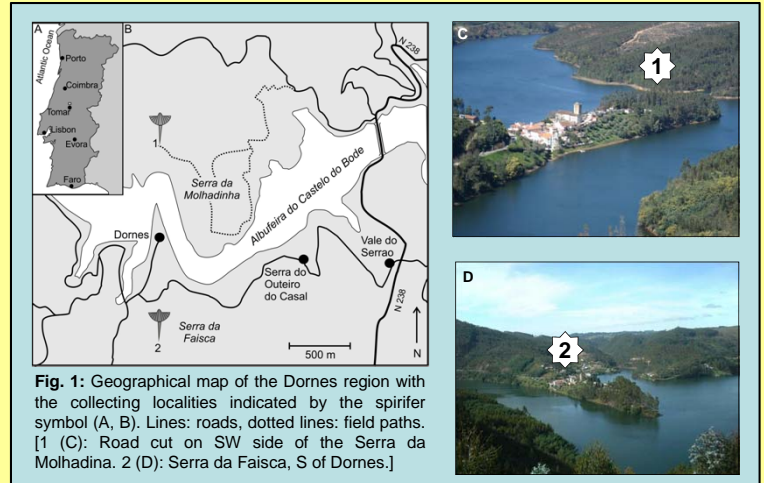 A
B
Atlantic Ocean
Porto
Coimbra
Tomar
Lisbon
Evora
Faro
N 238
1
Serra da
Molhadinha
Albufeira do Castelo do Bode
Dornes
Vale do
Serrao
Serra do
Outeiro
do Casal
N 238
2
Serra da
Faisca
500 m
N
Fig. 1: Geographical map of the Dornes region with
the collecting localities indicated by the spirifer
symbol (A, B). Lines: roads, dotted lines: field paths.
[1 (C): Road cut on SW side of the Serra da
Molhadina. 2 (D): Serra da Faisca, S of Dornes.]
C
1
D
2